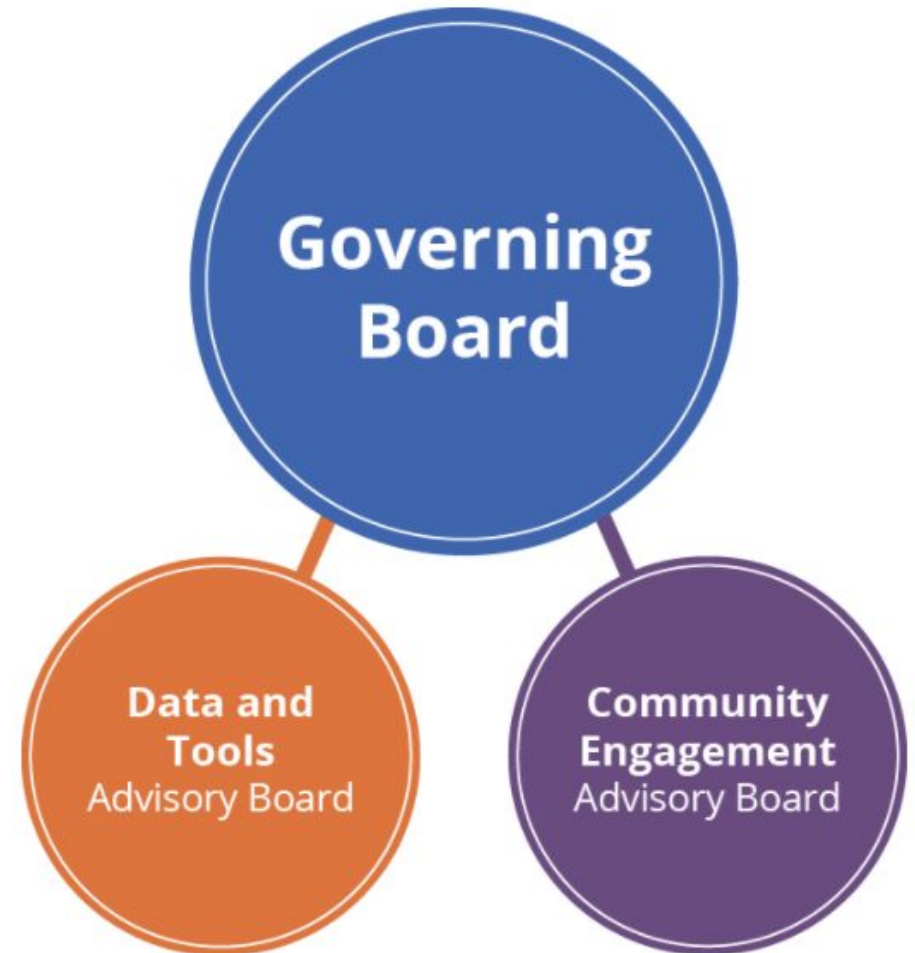 Governing
Board
Data and
Tools
Advisory Board
Community
Engagement
Advisory Board